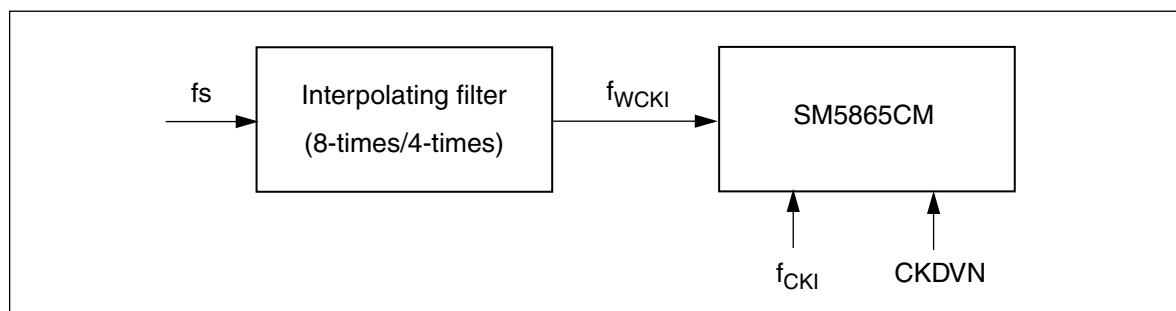 fs
Interpolating filter
(8-times/4-times)
fWCKI
SM5865CM
fCKI
CKDVN